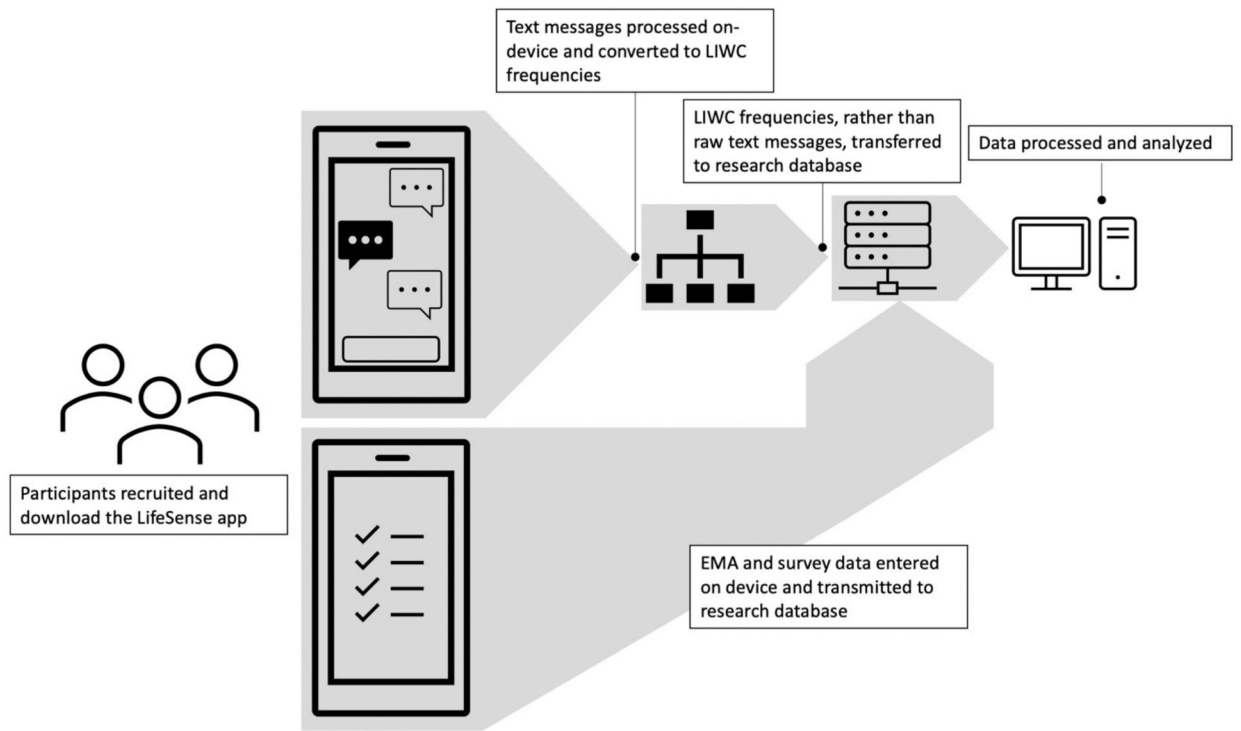 Text messages processed on-
device and converted to LIWC
frequencies
LIWC frequencies, rather than
raw text messages, transferred
to research database
Data processed and analyzed
Participants recruited and
download the LifeSense app
EMA and survey data entered
on device and transmitted to
research database